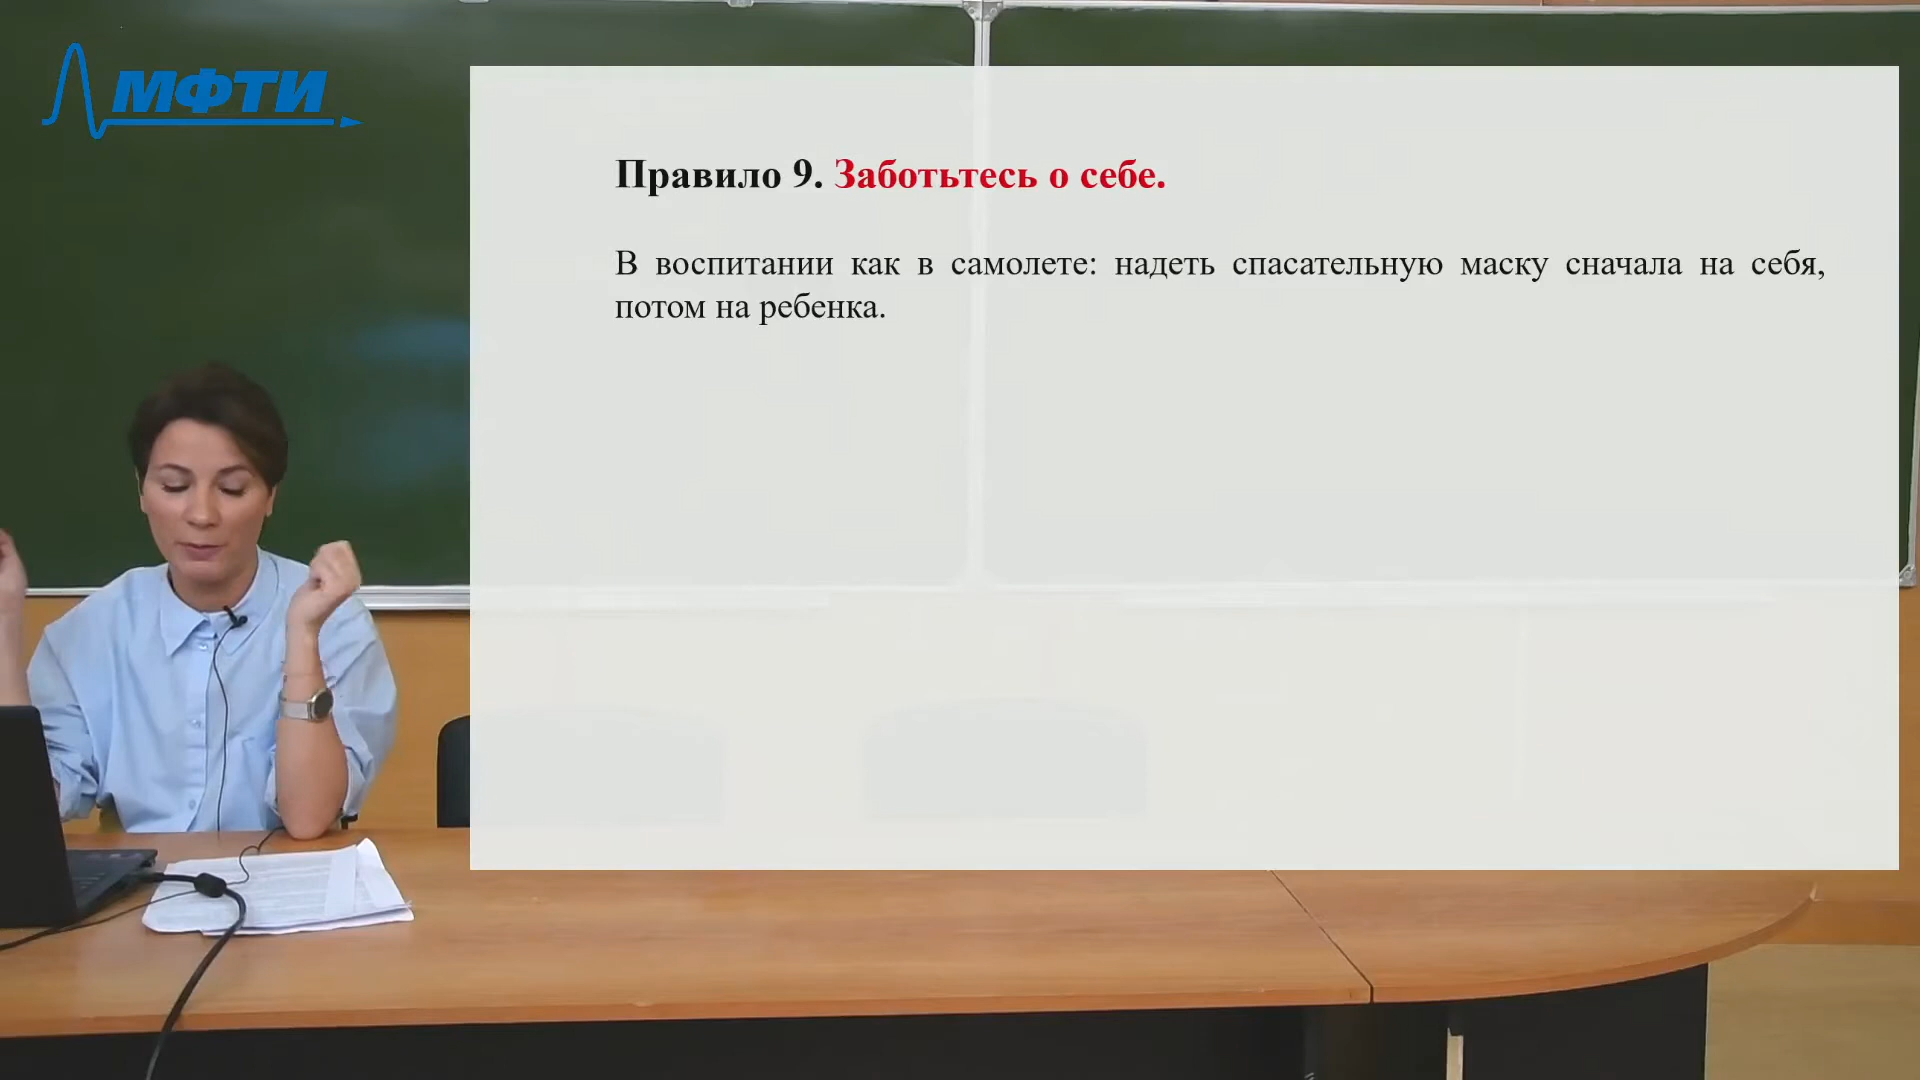 МФТИ
Правило 9. Заботьтесь о себе.
В воспитании как в самолете: надеть спасательную маску сначала на себя,
потом на ребенка.